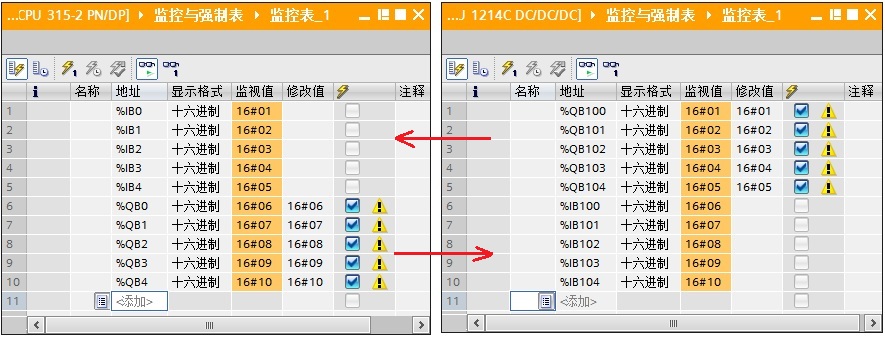 ...CPU 315-2 PN/DP] ▸ 监控与强制表 ▸ 监控表_1
i 名称 地址 显示格式 监视值 修改值 注释
1 %IB0 十六进制 16#01
2 %IB1 十六进制 16#02
3 %IB2 十六进制 16#03
4 %IB3 十六进制 16#04
5 %IB4 十六进制 16#05
6 %QB0 十六进制 16#06 16#06
7 %QB1 十六进制 16#07 16#07
8 %QB2 十六进制 16#08 16#08
9 %QB3 十六进制 16#09 16#09
10 %QB4 十六进制 16#10 16#10
11 <添加>
...J 1214C DC/DC/DC] ▸ 监控与强制表 ▸ 监控表_1
i 名称 地址 显示格式 监视值 修改值 注释
1 %QB100 十六进制 16#01 16#01
2 %QB101 十六进制 16#02 16#02
3 %QB102 十六进制 16#03 16#03
4 %QB103 十六进制 16#04 16#04
5 %QB104 十六进制 16#05 16#05
6 %IB100 十六进制 16#06
7 %IB101 十六进制 16#07
8 %IB102 十六进制 16#08
9 %IB103 十六进制 16#09
10 %IB104 十六进制 16#10
11 <添加>